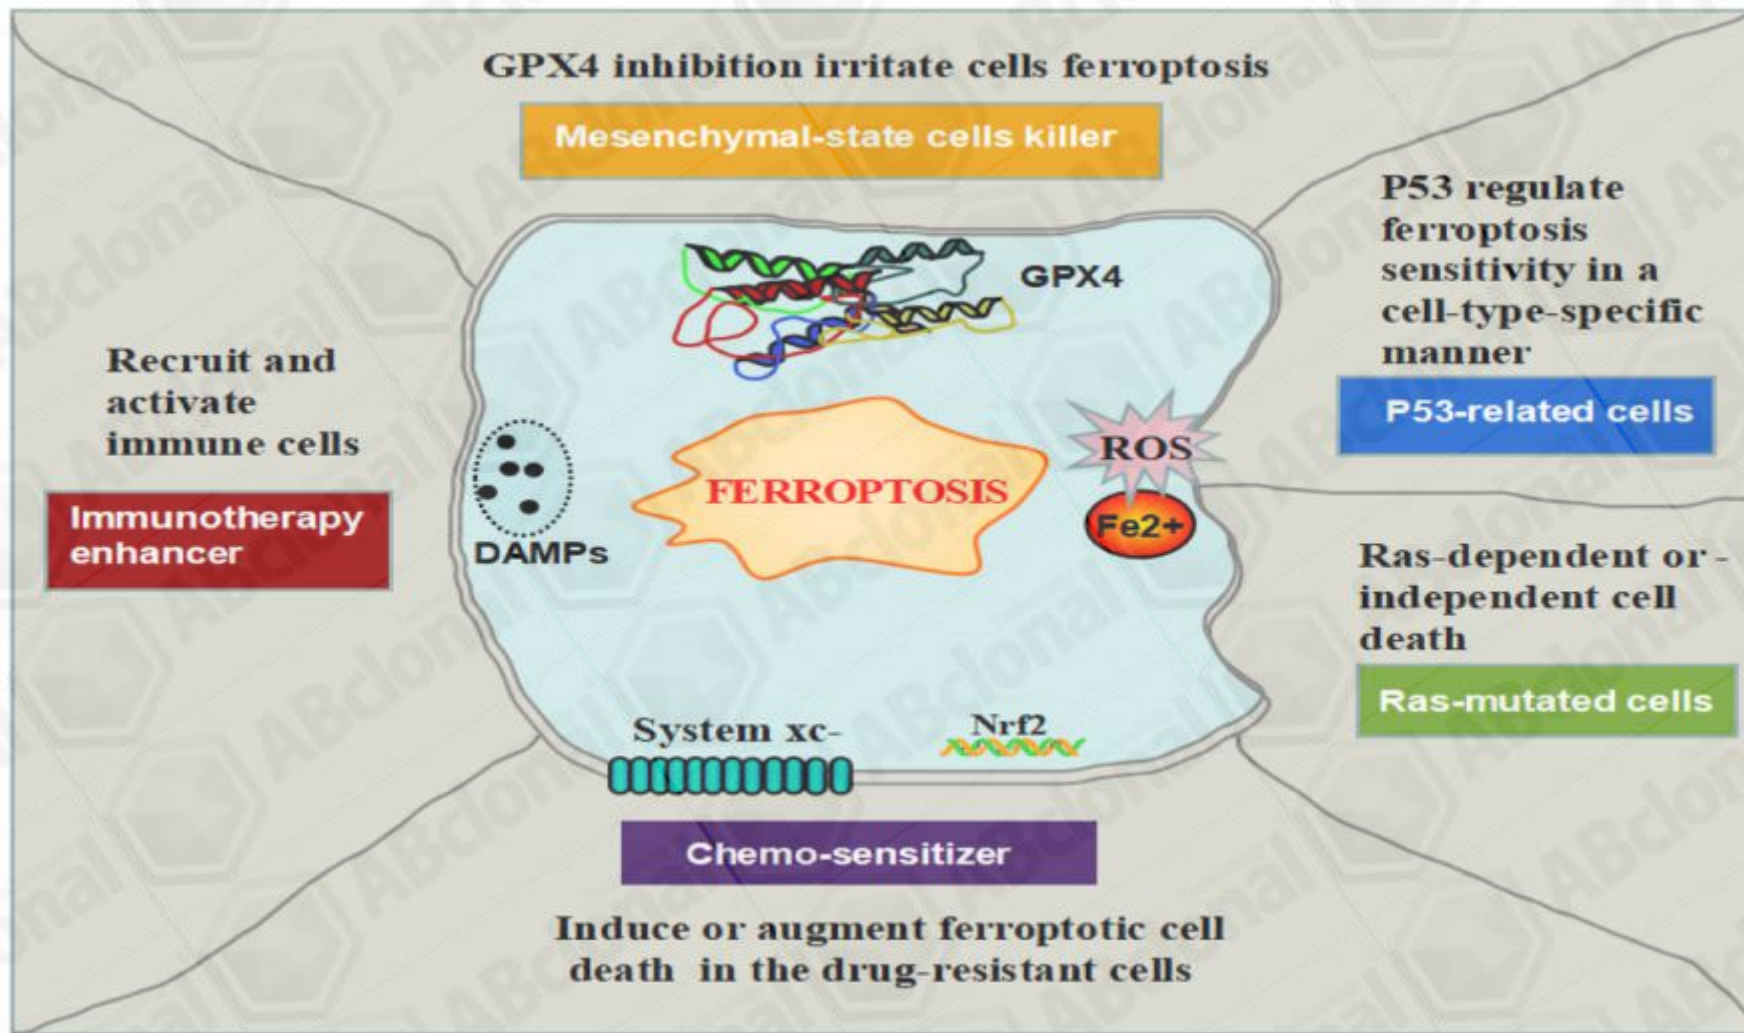 GPX4 inhibition irritate cells ferroptosis
Mesenchymal-state cells killer
P53 regulate
ferroptosis
sensitivity in a
cell-type-specific
manner
P53-related cells
GPX4
Recruit and
activate
immune cells
Immunotherapy
enhancer
DAMPs
FERROPTOSIS
ROS
Fe2+
Ras-dependent or -
independent cell
death
Ras-mutated cells
System xc-
Nrf2
Chemo-sensitizer
Induce or augment ferroptotic cell
death in the drug-resistant cells
ABclonal